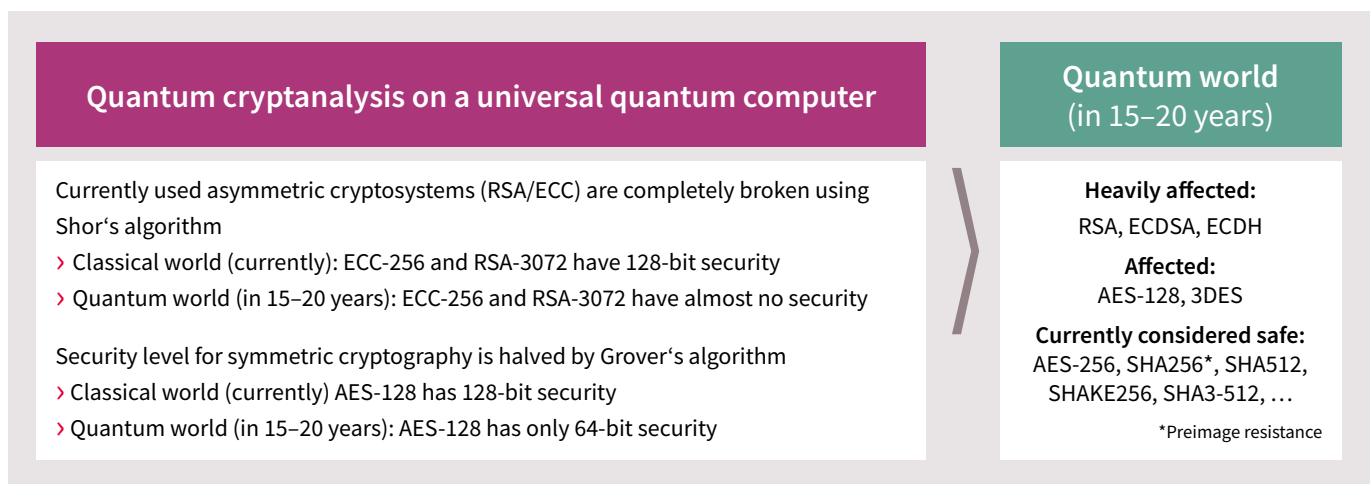 Quantum cryptanalysis on a universal quantum computer
Currently used asymmetric cryptosystems (RSA/ECC) are completely broken using
Shor‘s algorithm
› Classical world (currently): ECC-256 and RSA-3072 have 128-bit security
› Quantum world (in 15–20 years): ECC-256 and RSA-3072 have almost no security
Security level for symmetric cryptography is halved by Grover‘s algorithm
› Classical world (currently) AES-128 has 128-bit security
› Quantum world (in 15–20 years): AES-128 has only 64-bit security
Quantum world
(in 15–20 years)
Heavily affected:
RSA, ECDSA, ECDH
Affected:
AES-128, 3DES
Currently considered safe:
AES-256, SHA256*, SHA512,
SHAKE256, SHA3-512, …
*Preimage resistance